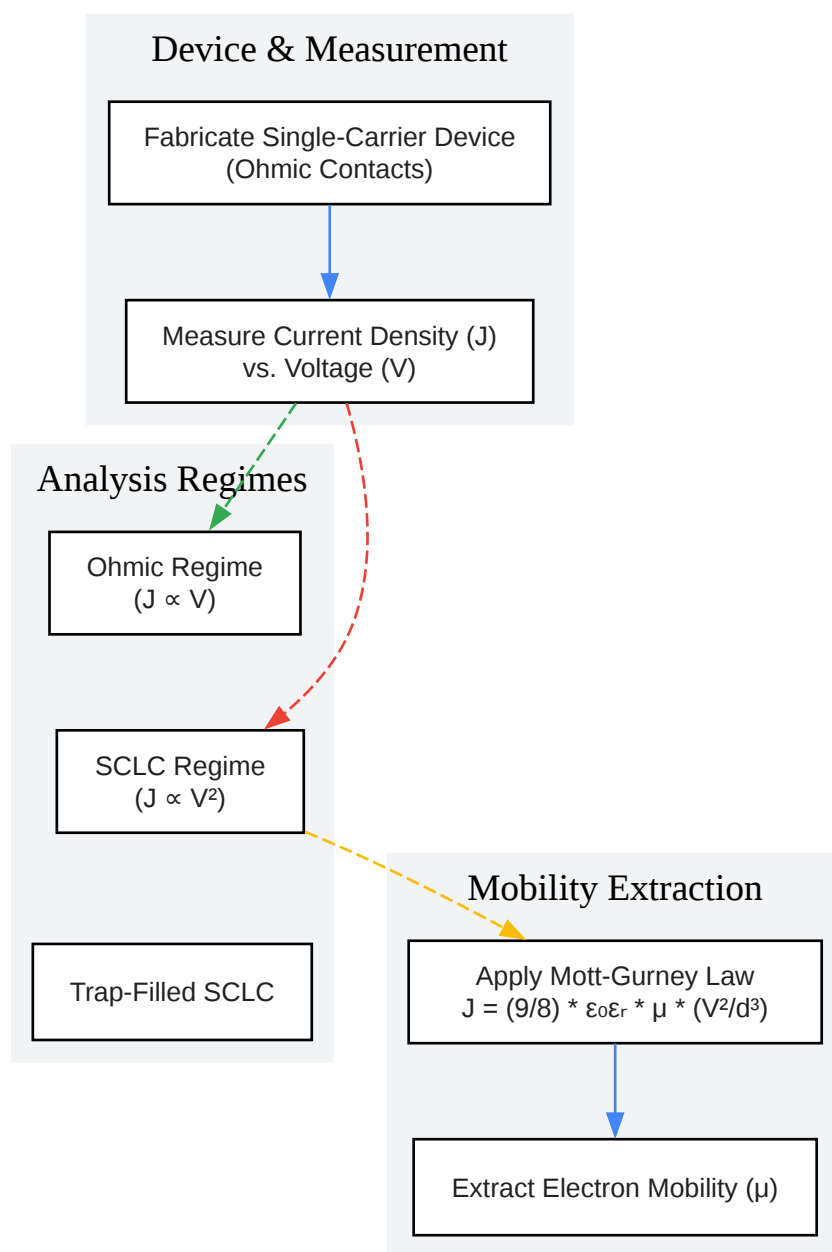 Device & Measurement
Fabricate Single-Carrier Device
(Ohmic Contacts)
Measure Current Density (J)
vs. Voltage (V)
Analysis Regimes
Ohmic Regime
(J ∝ V)
SCLC Regime
(J ∝ V²)
Trap-Filled SCLC
Mobility Extraction
Apply Mott-Gurney Law
J = (9/8) * ε₀εᵣ * μ * (V²/d³)
Extract Electron Mobility (μ)